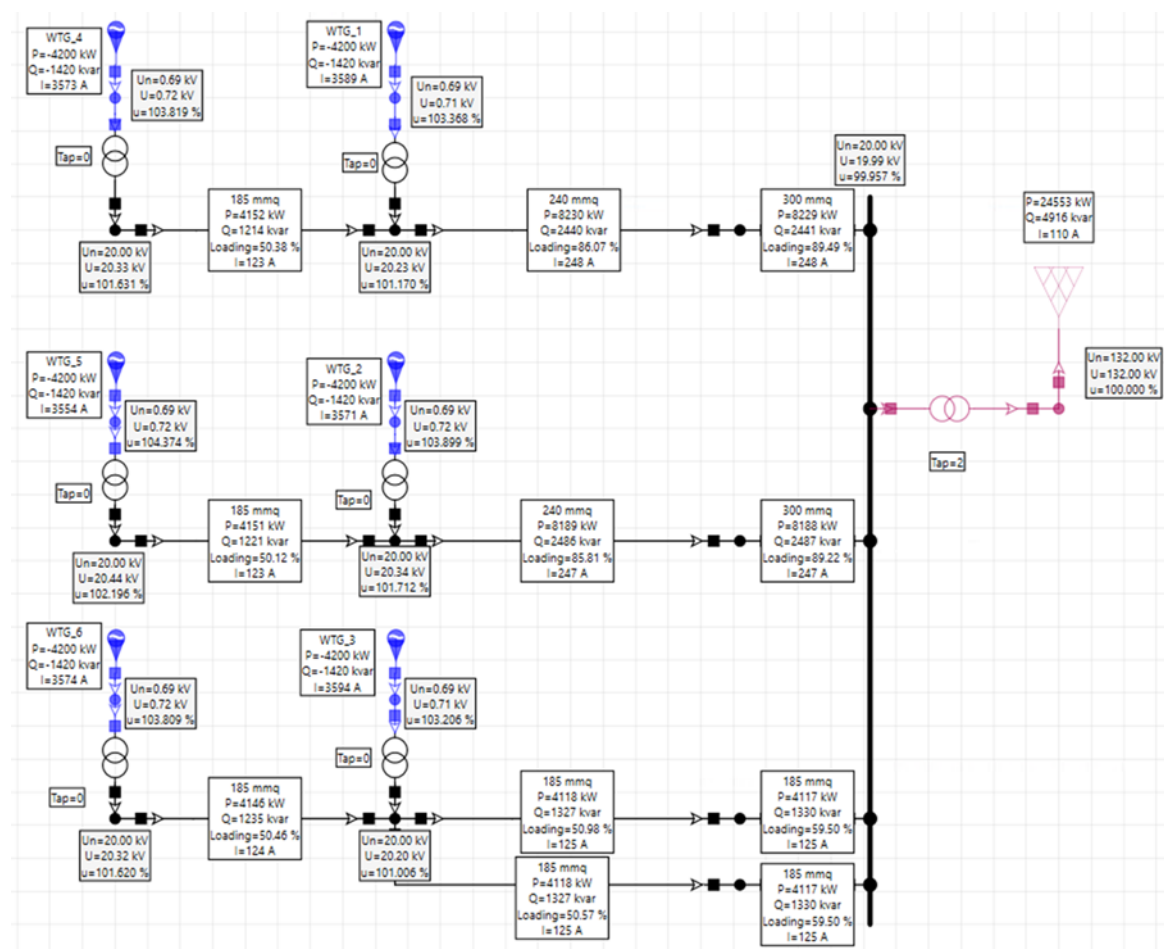 WTG_4
P=-4200 kW
Q=-1420 kvar
I=3573 A
Un=0.69 kV
U=0.72 kV
u=103.819 %
Tap=0
WTG_1
P=-4200 kW
Q=-1420 kvar
I=3589 A
Un=0.69 kV
U=0.71 kV
u=103.368 %
Tap=0
Un=20.00 kV
U=19.99 kV
u=99.957 %
185 mmq
P=4152 kW
Q=1214 kvar
Loading=50.38 %
I=123 A
240 mmq
P=8230 kW
Q=2440 kvar
Loading=86.07 %
I=248 A
300 mmq
P=8229 kW
Q=2441 kvar
Loading=89.49 %
I=248 A
P=24553 kW
Q=4916 kvar
I=110 A
Un=20.00 kV
U=20.33 kV
u=101.631 %
Un=20.00 kV
U=20.23 kV
u=101.170 %
WTG_5
P=-4200 kW
Q=-1420 kvar
I=3554 A
Un=0.69 kV
U=0.72 kV
u=104.374 %
Tap=0
WTG_2
P=-4200 kW
Q=-1420 kvar
I=3571 A
Un=0.69 kV
U=0.72 kV
u=103.899 %
Tap=0
Un=132.00 kV
U=132.00 kV
u=100.000 %
Tap=2
185 mmq
P=4151 kW
Q=1221 kvar
Loading=50.12 %
I=123 A
240 mmq
P=8189 kW
Q=2486 kvar
Loading=85.81 %
I=247 A
300 mmq
P=8188 kW
Q=2487 kvar
Loading=89.22 %
I=247 A
Un=20.00 kV
U=20.44 kV
u=102.196 %
Un=20.00 kV
U=20.34 kV
u=101.712 %
WTG_6
P=-4200 kW
Q=-1420 kvar
I=3574 A
Un=0.69 kV
U=0.72 kV
u=103.809 %
Tap=0
WTG_3
P=-4200 kW
Q=-1420 kvar
I=3594 A
Un=0.69 kV
U=0.71 kV
u=103.206 %
Tap=0
185 mmq
P=4146 kW
Q=1235 kvar
Loading=50.46 %
I=124 A
185 mmq
P=4118 kW
Q=1327 kvar
Loading=50.98 %
I=125 A
185 mmq
P=4117 kW
Q=1330 kvar
Loading=59.50 %
I=125 A
Un=20.00 kV
U=20.32 kV
u=101.620 %
Un=20.00 kV
U=20.20 kV
u=101.006 %
185 mmq
P=4118 kW
Q=1327 kvar
Loading=50.57 %
I=125 A
185 mmq
P=4117 kW
Q=1330 kvar
Loading=59.50 %
I=125 A